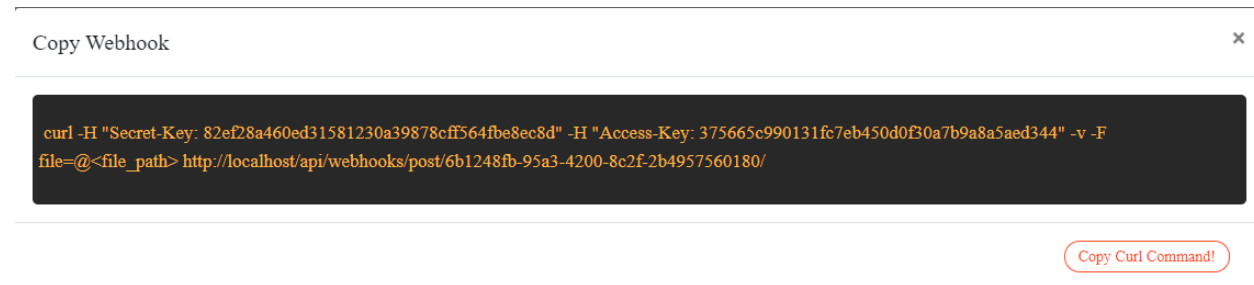 Copy Webhook
×
curl -H "Secret-Key: 82ef28a460ed31581230a39878cff564fbe8ec8d" -H "Access-Key: 375665c990131fc7eb450d0f30a7b9a8a5aed344" -v -F
file=@<file_path> http://localhost/api/webhooks/post/6b1248fb-95a3-4200-8c2f-2b4957560180/
Copy Curl Command!